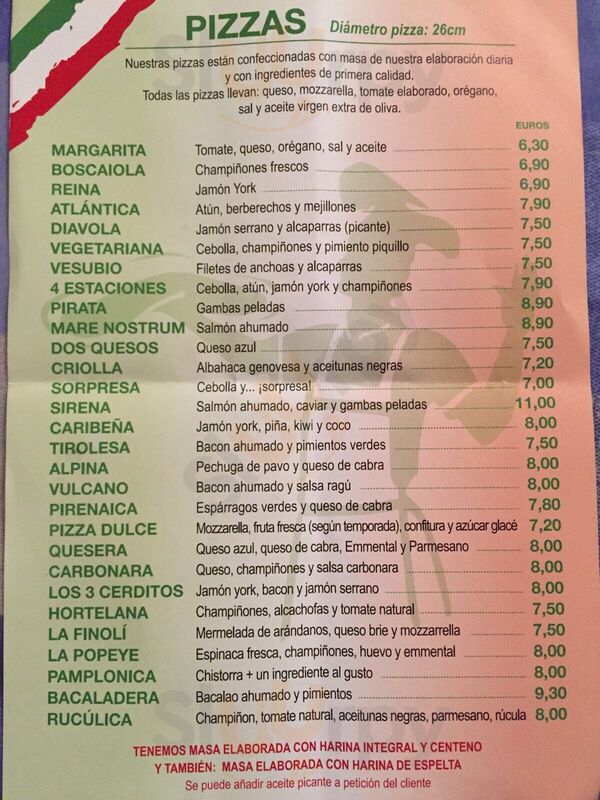 PIZZAS Diámetro pizza: 26cm
Nuestras pizzas están confeccionadas con masa de nuestra elaboración diaria
y con ingredientes de primera calidad.
Todas las pizzas llevan: queso, mozzarella, tomate elaborado, orégano,
sal y aceite virgen extra de oliva.
EUROS
MARGARITA Tomate, queso, orégano, sal y aceite 6,30
BOSCAIOLA Champiñones frescos 6,90
REINA Jamón York 6,90
ATLÁNTICA Atún, berberechos y mejillones 7,90
DIAVOLA Jamón serrano y alcaparras (picante) 7,50
VEGETARIANA Cebolla, champiñones y pimiento piquillo 7,50
VESUBIO Filetes de anchoas y alcaparras 7,50
4 ESTACIONES Cebolla, atún, jamón york y champiñones 7,90
PIRATA Gambas peladas 8,90
MARE NOSTRUM Salmón ahumado 8,90
DOS QUESOS Queso azul 7,50
CRIOLLA Albahaca genovesa y aceitunas negras 7,20
SORPRESA Cebolla y... ¡sorpresa! 7,00
SIRENA Salmón ahumado, caviar y gambas peladas 11,00
CARIBEÑA Jamón york, piña, kiwi y coco 8,00
TIROLESA Bacon ahumado y pimientos verdes 7,50
ALPINA Pechuga de pavo y queso de cabra 8,00
VULCANO Bacon ahumado y salsa ragú 8,00
PIRENAICA Espárragos verdes y queso de cabra 7,80
PIZZA DULCE Mozzarella, fruta fresca (según temporada), confitura y azúcar glacé 7,20
QUESERA Queso azul, queso de cabra, Emmental y Parmesano 8,00
CARBONARA Queso, champiñones y salsa carbonara 8,00
LOS 3 CERDITOS Jamón york, bacon y jamón serrano 8,00
HORTELANA Champiñones, alcachofas y tomate natural 7,50
LA FINOLÍ Mermelada de arándanos, queso brie y mozzarrella 7,50
LA POPEYE Espinaca fresca, champiñones, huevo y emmental 8,00
PAMPLONICA Chistorra + un ingrediente al gusto 8,00
BACALADERA Bacalao ahumado y pimientos 9,30
RUCÚLICA Champiñon, tomate natural, aceitunas negras, parmesano, rúcula 8,00
TENEMOS MASA ELABORADA CON HARINA INTEGRAL Y CENTENO
Y TAMBIÉN: MASA ELABORADA CON HARINA DE ESPELTA
Se puede añadir aceite picante a petición del cliente